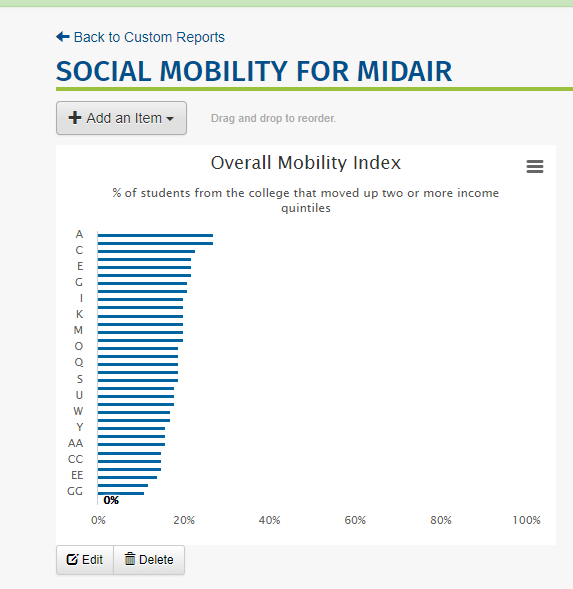 Back to Custom Reports
SOCIAL MOBILITY FOR MIDAIR
Add an Item
Drag and drop to reorder.
Overall Mobility Index
% of students from the college that moved up two or more income
quintiles
A
C
E
G
I
K
M
O
Q
S
U
W
Y
AA
CC
EE
GG
0%
0% 20% 40% 60% 80% 100%
Edit Delete